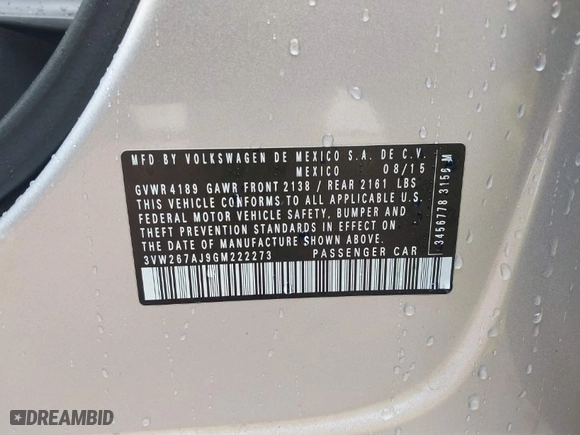 MFD BY VOLKSWAGEN DE MEXICO S.A. DE C.V.
MEXICO 08/15
GVWR 4189 GAWR FRONT 2138 / REAR 2161 LBS
THIS VEHICLE CONFORMS TO ALL APPLICABLE U.S.
FEDERAL MOTOR VEHICLE SAFETY, BUMPER AND
THEFT PREVENTION STANDARDS IN EFFECT ON THE
DATE OF MANUFACTURE SHOWN ABOVE.
3VW267AJ9GM222273 PASSENGER CAR
3456778 3156 M
DREAMBID